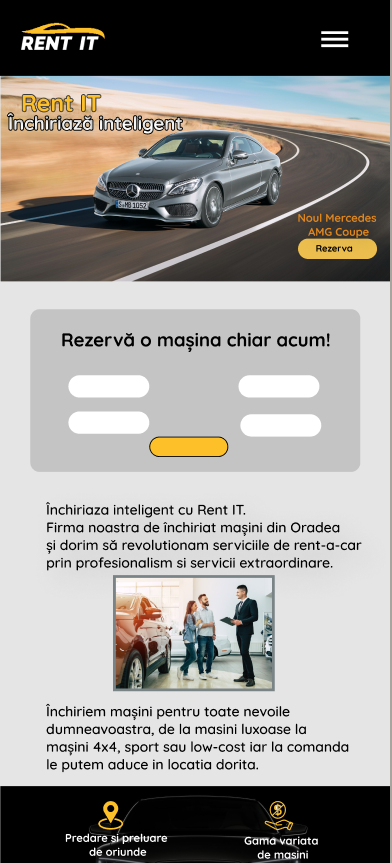 RENT IT
Rent IT
Închiriază inteligent
S·MB 1052
Noul Mercedes
AMG Coupe
Rezerva
Rezervă o mașina chiar acum!
Închiriaza inteligent cu Rent IT.
Firma noastra de închiriat mașini din Oradea
și dorim să revolutionam serviciile de rent-a-car
prin profesionalism si servicii extraordinare.
Închiriem mașini pentru toate nevoile
dumneavoastra, de la masini luxoase la
mașini 4x4, sport sau low-cost iar la comanda
le putem aduce in locatia dorita.
Predare si preluare
de oriunde
Gama variata
de masini